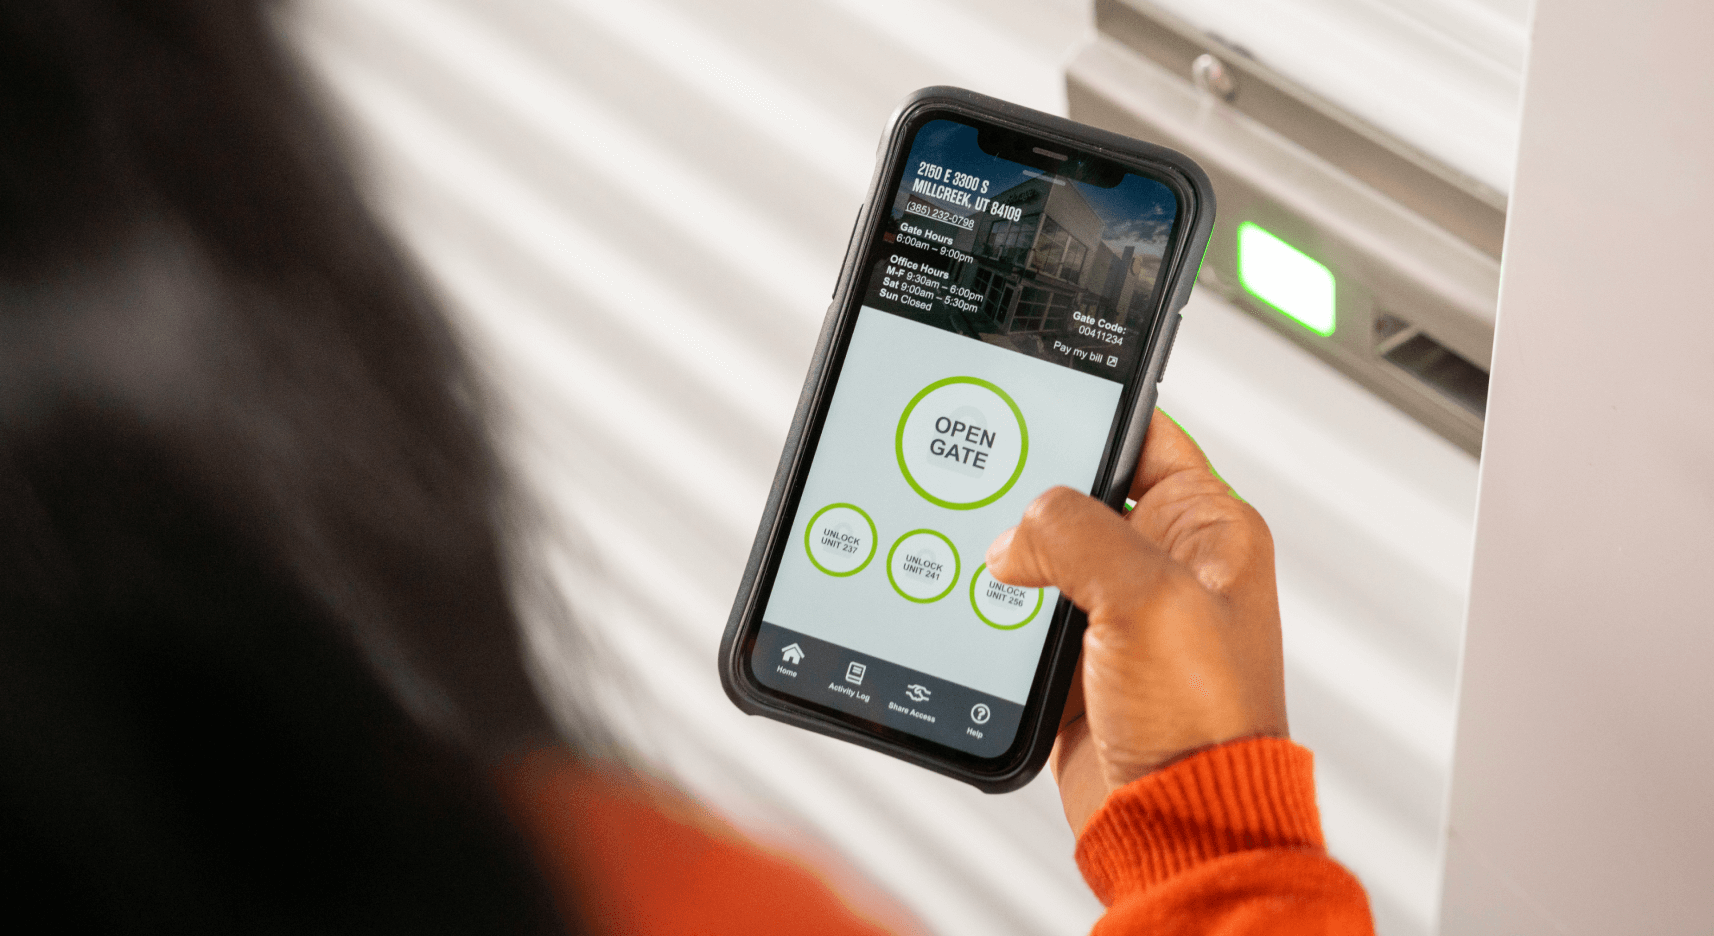 2150 E 3300 S
MILLCREEK, UT 84109
(385) 232-0798
Gate Hours
6:00am – 9:00pm
Office Hours
M-F 9:30am – 6:00pm
Sat 9:00am – 5:30pm
Sun Closed
Gate Code:
00411234
Pay my bill
OPEN
GATE
UNLOCK
UNIT 237
UNLOCK
UNIT 241
UNLOCK
UNIT 256
Home
Activity Log
Share Access
Help